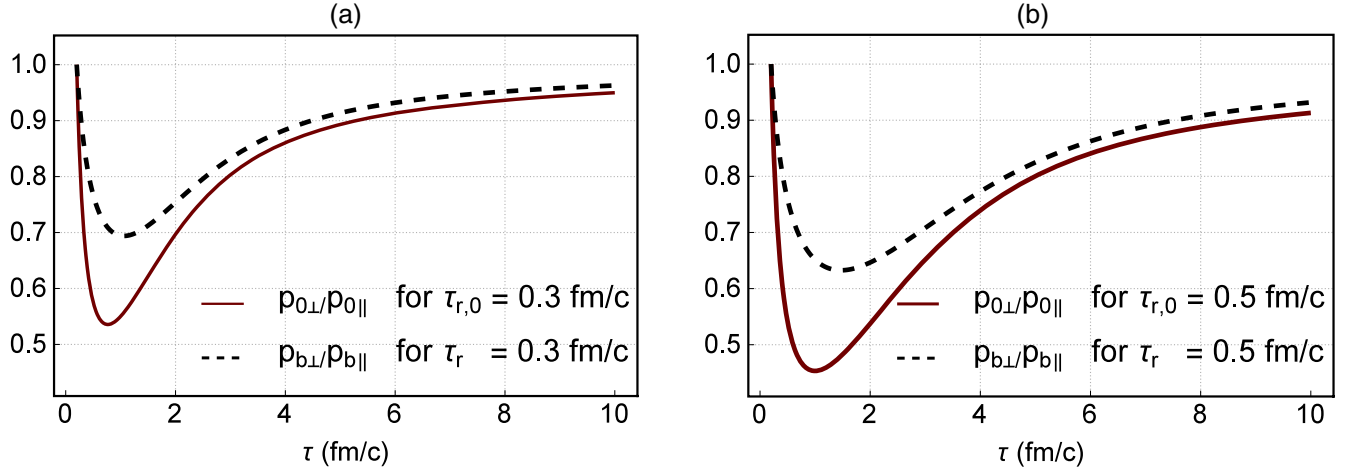 (a)
1.0
0.9
0.8
0.7
0.6
0.5
p0⊥/p0∥ for τr,0 = 0.3 fm/c
pb⊥/pb∥ for τr = 0.3 fm/c
0 2 4 6 8 10
τ (fm/c)
(b)
1.0
0.9
0.8
0.7
0.6
0.5
p0⊥/p0∥ for τr,0 = 0.5 fm/c
pb⊥/pb∥ for τr = 0.5 fm/c
0 2 4 6 8 10
τ (fm/c)